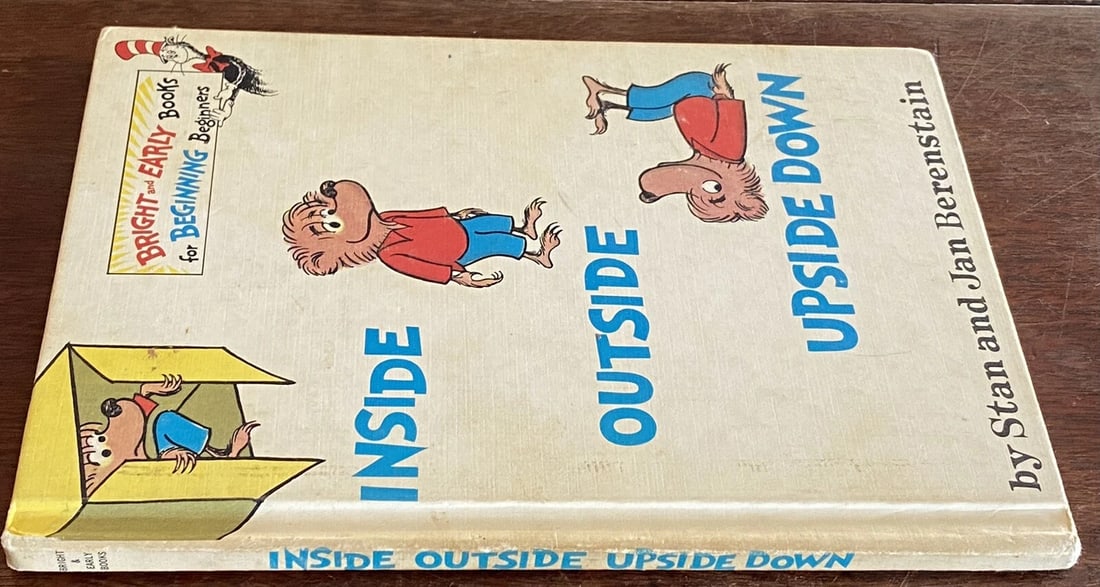 BRIGHT and EARLY BOOKS
for BEGINNING Beginners
INSIDE
OUTSIDE
UPSIDE DOWN
by Stan and Jan Berenstain
BRIGHT
&
EARLY
BOOKS
INSIDE OUTSIDE UPSIDE DOWN